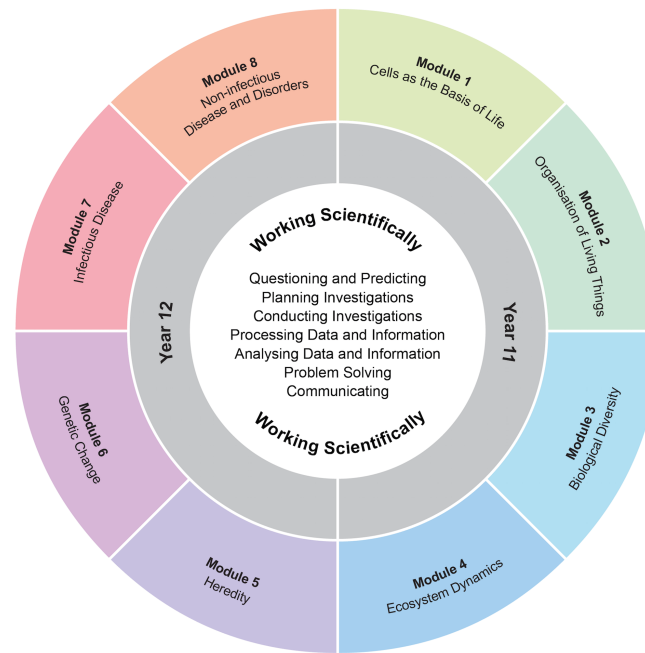 Module 8
Non-infectious
Disease and Disorders
Module 1
Cells as the Basis of Life
Module 2
Organisation of Living Things
Module 3
Biological Diversity
Module 4
Ecosystem Dynamics
Module 5
Heredity
Module 6
Genetic Change
Module 7
Infectious Disease
Year 12
Year 11
Working Scientifically
Questioning and Predicting
Planning Investigations
Conducting Investigations
Processing Data and Information
Analysing Data and Information
Problem Solving
Communicating
Working Scientifically